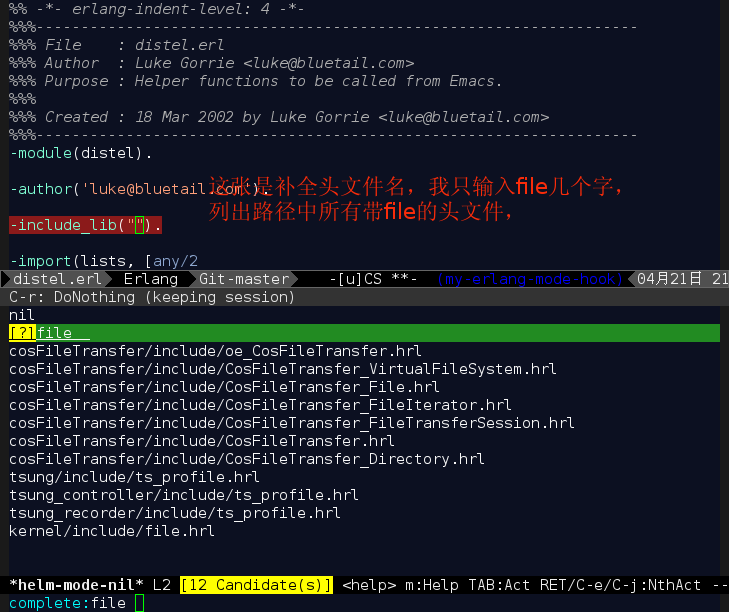 %% -*- erlang-indent-level: 4 -*-
%%%-------------------------------------------------------------------
%%% File    : distel.erl
%%% Author  : Luke Gorrie <luke@bluetail.com>
%%% Purpose : Helper functions to be called from Emacs.
%%%
%%% Created : 18 Mar 2002 by Luke Gorrie <luke@bluetail.com>
%%%-------------------------------------------------------------------
-module(distel).
-author('luke@bluetail.com').
这张是补全头文件名，我只输入file几个字，
列出路径中所有带file的头文件，
-include_lib("").
-import(lists, [any/2
distel.erl Erlang Git-master -[u]CS **- (my-erlang-mode-hook) 04月21日 21
C-r: DoNothing (keeping session)
nil
[?]file
cosFileTransfer/include/oe_CosFileTransfer.hrl
cosFileTransfer/include/CosFileTransfer_VirtualFileSystem.hrl
cosFileTransfer/include/CosFileTransfer_File.hrl
cosFileTransfer/include/CosFileTransfer_FileIterator.hrl
cosFileTransfer/include/CosFileTransfer_FileTransferSession.hrl
cosFileTransfer/include/CosFileTransfer.hrl
cosFileTransfer/include/CosFileTransfer_Directory.hrl
tsung/include/ts_profile.hrl
tsung_controller/include/ts_profile.hrl
tsung_recorder/include/ts_profile.hrl
kernel/include/file.hrl
*helm-mode-nil* L2 [12 Candidate(s)] <help> m:Help TAB:Act RET/C-e/C-j:NthAct --
complete:file